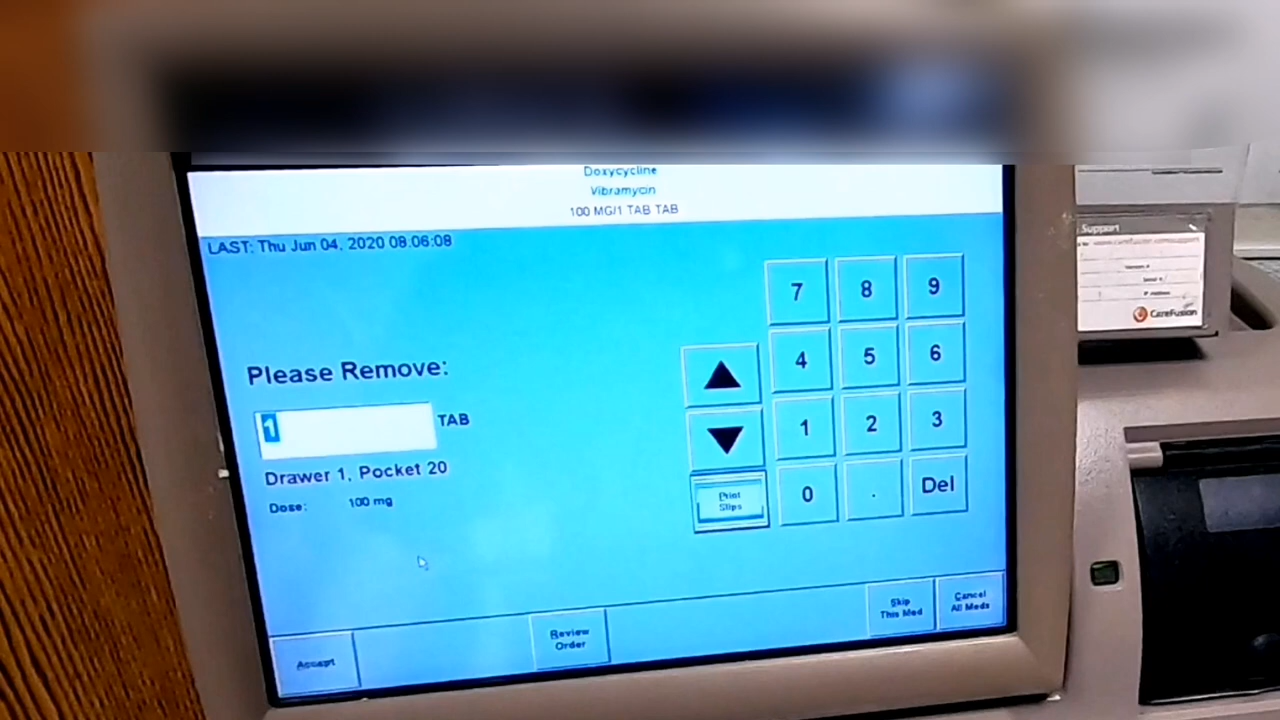 Doxycycline
Vibramycin
100 MG/1 TAB TAB
LAST: Thu Jun 04, 2020 08:06:08
Please Remove:
1 TAB
Drawer 1, Pocket 20
Dose: 100 mg
7 8 9
4 5 6
1 2 3
0 . Del
Print
Slips
Accept
Review
Order
Skip
This Med
Cancel
All Meds
Support
CareFusion